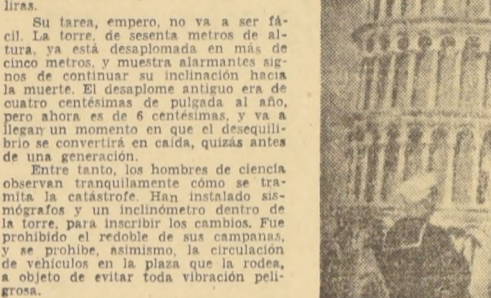 liras.
Su tarea, empero, no va a ser fá-
cil. La torre, de sesenta metros de al-
tura, ya está desaplomada en más de
cinco metros, y muestra alarmantes sig-
nos de continuar su inclinación hacia
la muerte. El desaplome antiguo era de
cuatro centésimas de pulgada al año,
pero ahora es de 6 centésimas, y va a
llegan un momento en que el desequili-
brio se convertirá en caída, quizás antes
de una generación.
Entre tanto, los hombres de ciencia
observan tranquilamente cómo se tra-
mita la catástrofe. Han instalado sis-
mógrafos y un inclinómetro dentro de
la torre, para inscribir los cambios. Fue
prohibido el redoble de sus campanas,
y se prohibe, asimismo, la circulación
de vehículos en la plaza que la rodea,
a objeto de evitar toda vibración peli-
grosa.